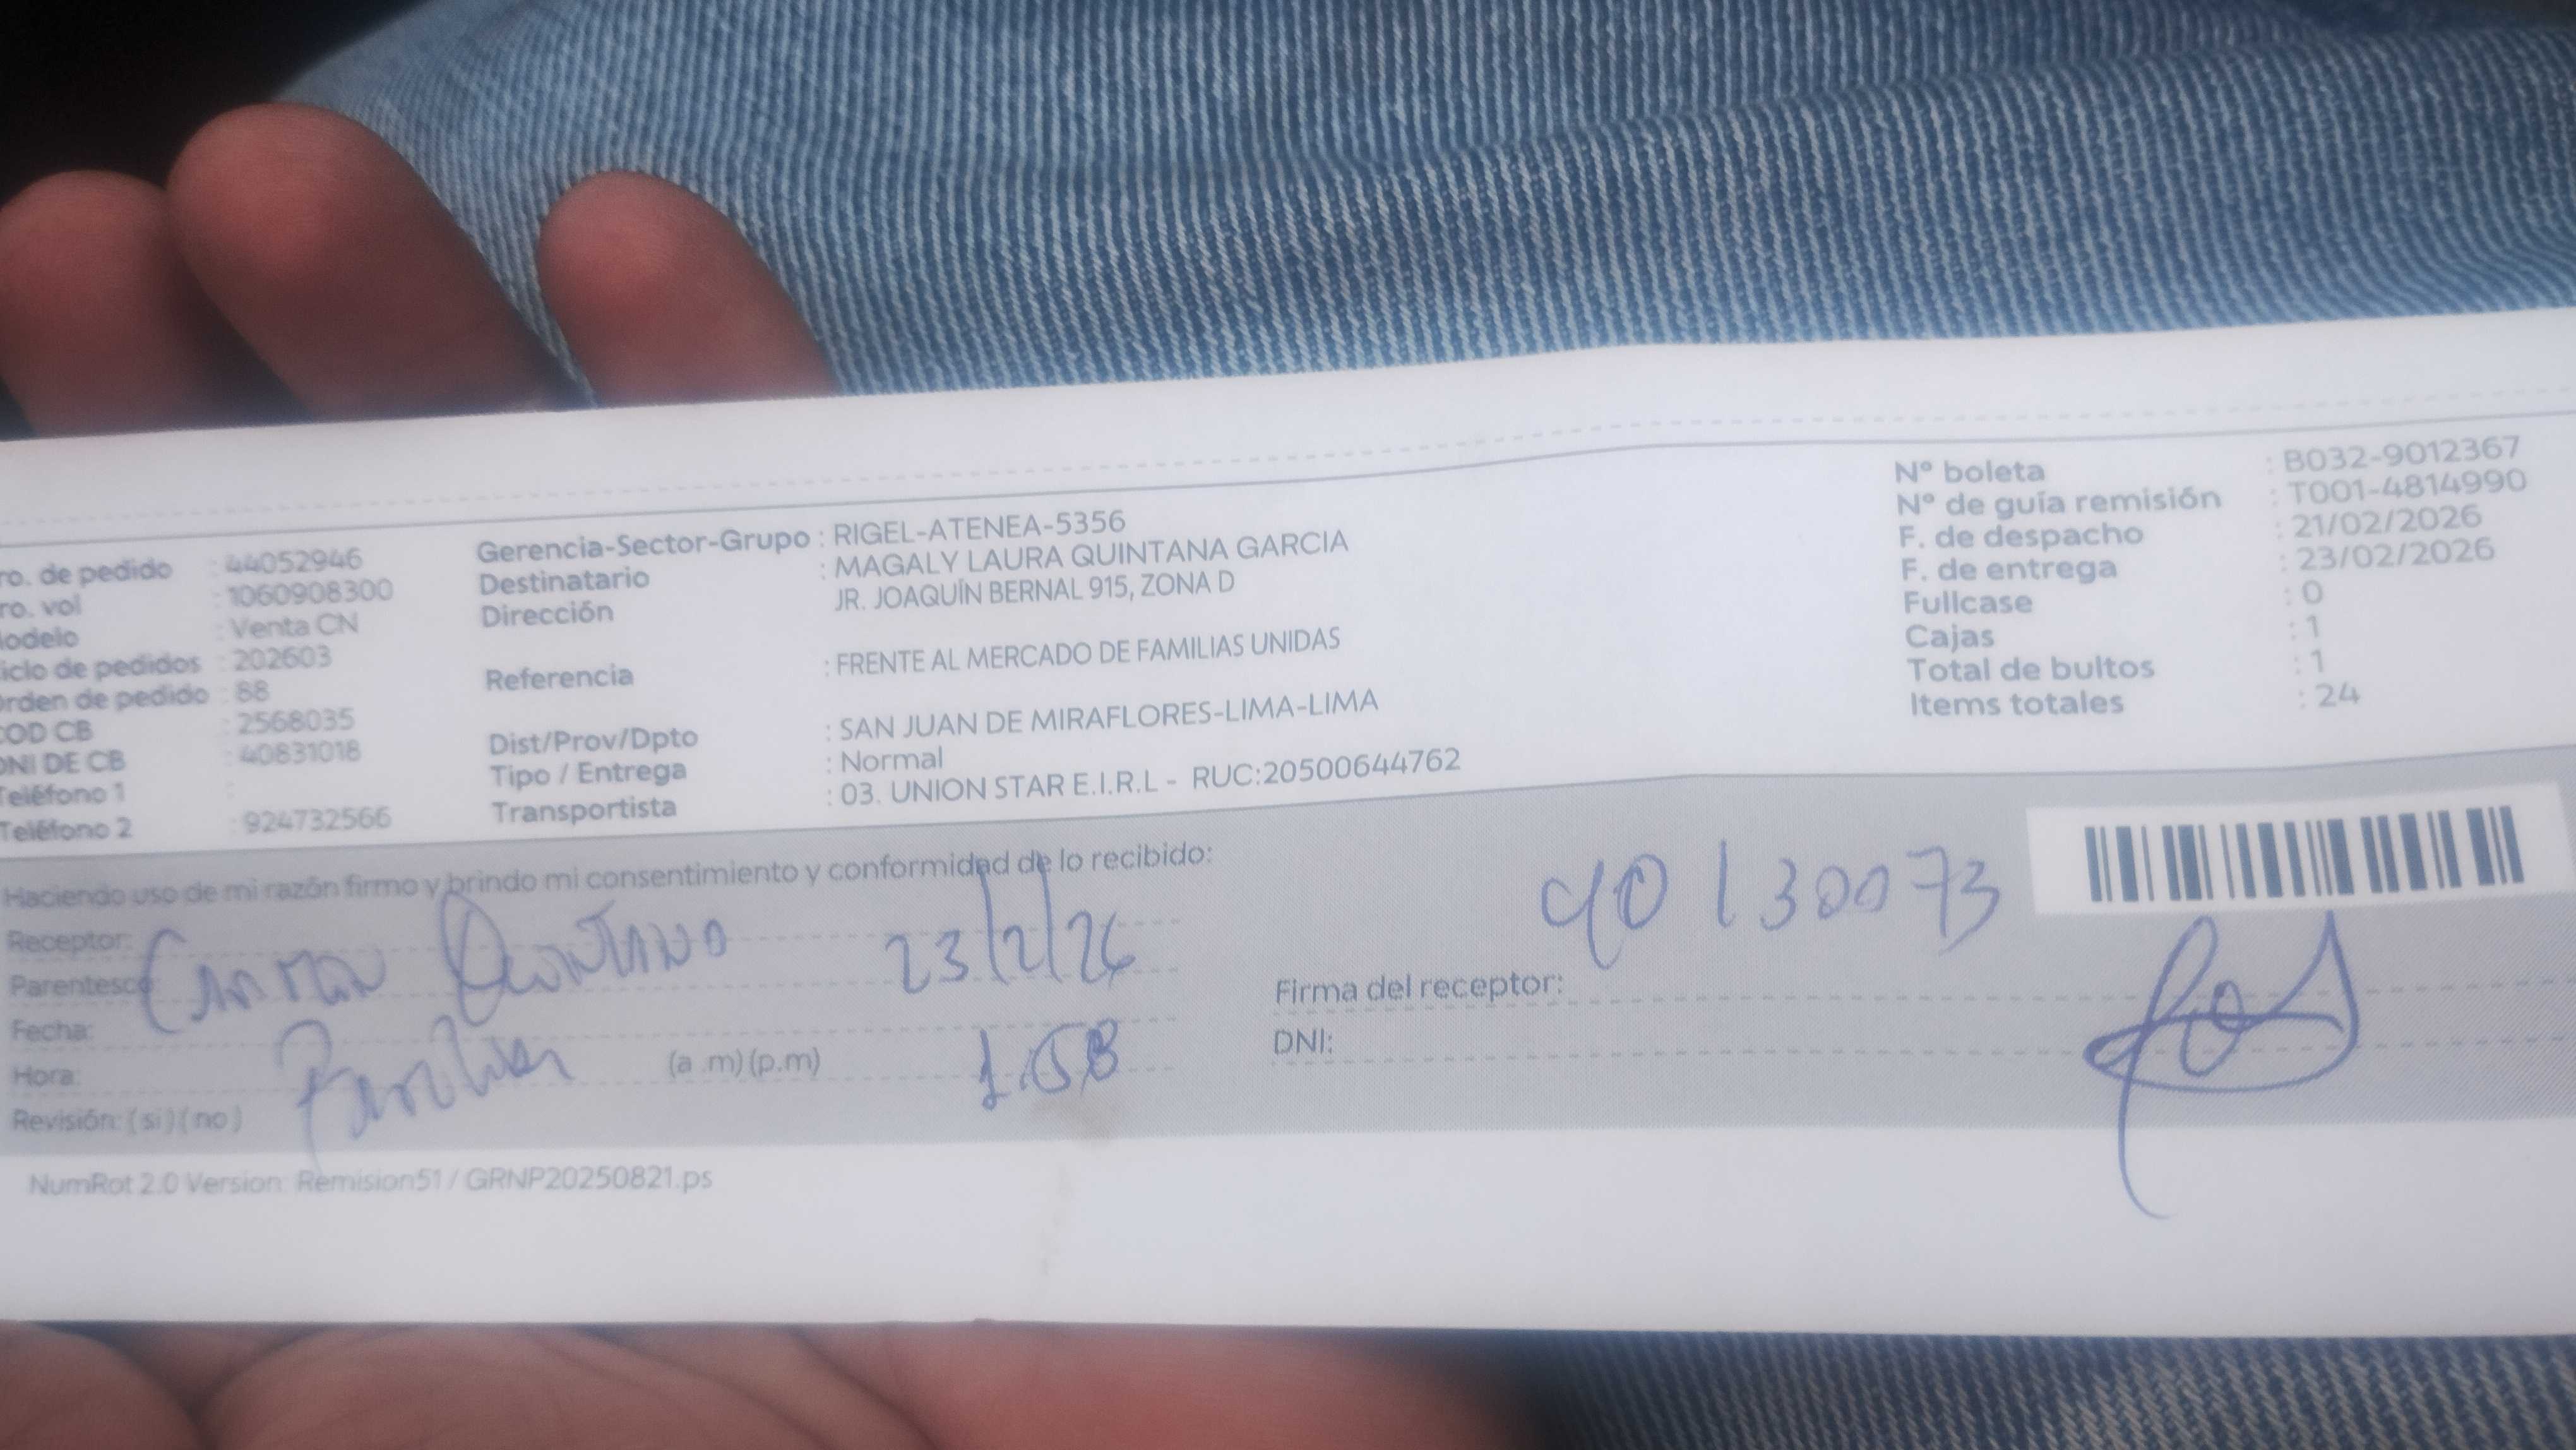 ro. de pedido : 44052946
ro. vol : 1060908300
odelo : Venta CN
iclo de pedidos : 202603
rden de pedido : 88
OD CB : 2568035
NI DE CB : 40831018
Teléfono 1 :
Teléfono 2 : 924732566
Gerencia-Sector-Grupo : RIGEL-ATENEA-5356
Destinatario : MAGALY LAURA QUINTANA GARCIA
Dirección JR. JOAQUÍN BERNAL 915, ZONA D
Referencia : FRENTE AL MERCADO DE FAMILIAS UNIDAS
Dist/Prov/Dpto : SAN JUAN DE MIRAFLORES-LIMA-LIMA
Tipo / Entrega : Normal
Transportista : 03. UNION STAR E.I.R.L - RUC:20500644762
Nº boleta : B032-9012367
Nº de guía remisión : T001-4814990
F. de despacho : 21/02/2026
F. de entrega : 23/02/2026
Fullcase : 0
Cajas : 1
Total de bultos : 1
Items totales : 24
Haciendo uso de mi razón firmo y brindo mi consentimiento y conformidad de lo recibido:
Receptor:
Parentesco:
Fecha:
Hora: (a .m) (p.m)
Revisión: ( si ) ( no )
23/2/26
1.58
40130073
Firma del receptor:
DNI:
NumRot 2.0 Version: Remision51 / GRNP20250821.ps